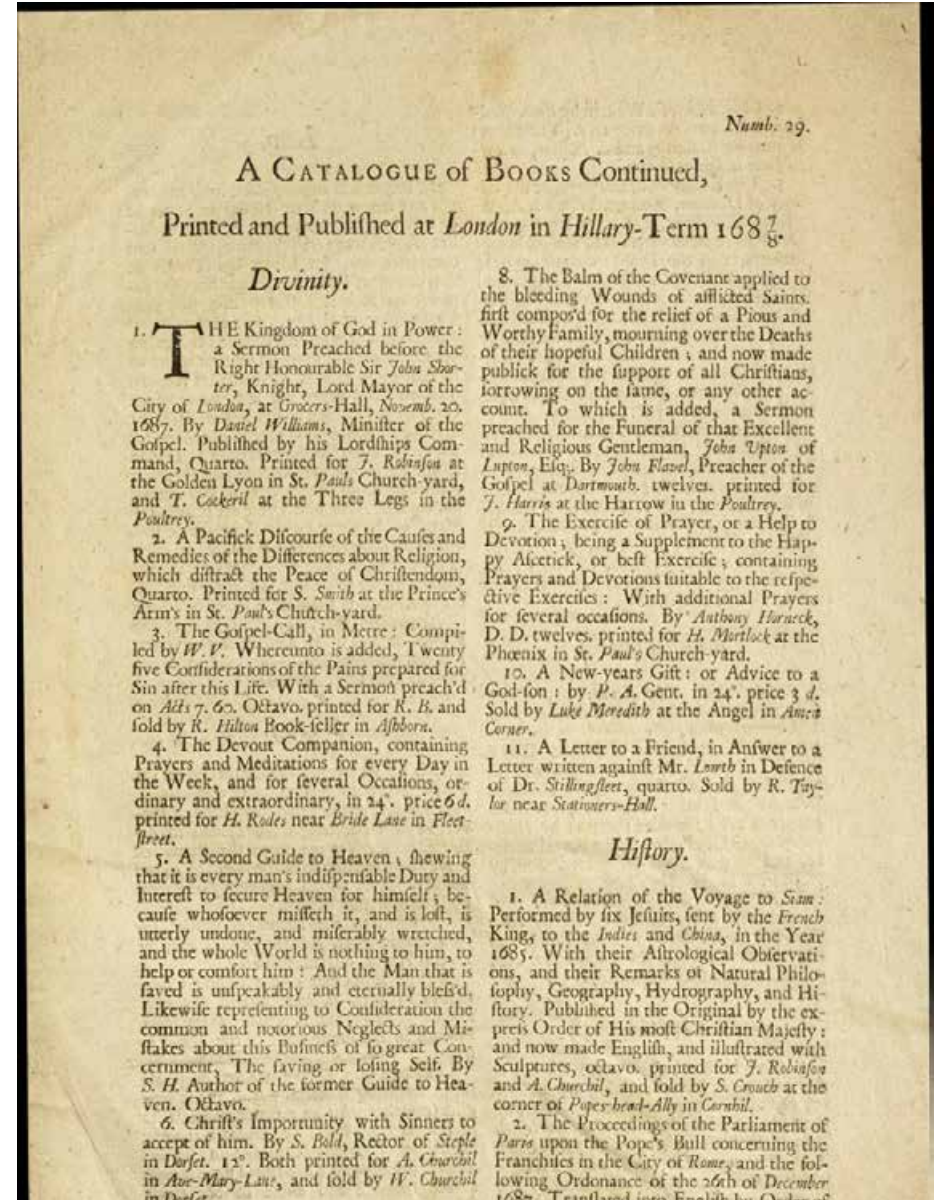 Numb. 29.
A CATALOGUE of BOOKS Continued,
Printed and Publiſhed at London in Hillary-Term 168 7/8.
Divinity.
1. THE Kingdom of God in Power :
a Sermon Preached before the
Right Honourable Sir John Shor-
ter, Knight, Lord Mayor of the
City of London, at Grocers-Hall, Novemb. 20.
1687. By Daniel Williams, Miniſter of the
Goſpel. Publiſhed by his Lordſhips Com-
mand, Quarto. Printed for J. Robinſon at
the Golden Lyon in St. Pauls Church-yard,
and T. Cockeril at the Three Legs in the
Poultrey.
2. A Pacifick Diſcourſe of the Cauſes and
Remedies of the Differences about Religion,
which diſtract the Peace of Chriſtendom,
Quarto. Printed for S. Smith at the Prince's
Arm's in St. Paul's Church-yard.
3. The Goſpel-Call, in Metre : Compi-
led by W. V. Whereunto is added, Twenty
five Conſiderations of the Pains prepared for
Sin after this Life. With a Sermon preach'd
on Acts 7. 60. Octavo. printed for R. B. and
ſold by R. Hilton Book-ſeller in Aſhborn.
4. The Devout Companion, containing
Prayers and Meditations for every Day in
the Week, and for ſeveral Occaſions, or-
dinary and extraordinary, in 24°. price 6 d.
printed for H. Rodes near Bride Lane in Fleet-
ſtreet.
5. A Second Guide to Heaven ; ſhewing
that it is every man's indiſpenſable Duty and
Intereſt to ſecure Heaven for himſelf ; be-
cauſe whoſoever miſſeth it, and is loſt, is
utterly undone, and miſerably wretched,
and the whole World is nothing to him, to
help or comfort him : And the Man that is
ſaved is unſpeakably and eternally bleſs'd.
Likewiſe repreſenting to Conſideration the
common and notorious Neglects and Mi-
ſtakes about this Buſineſs of ſo great Con-
cernment, The ſaving or loſing Self. By
S. H. Author of the former Guide to Hea-
ven. Octavo.
6. Chriſt's Importunity with Sinners to
accept of him. By S. Bold, Rector of Steple
in Dorſet. 12°. Both printed for A. Churchil
in Ave-Mary-Lane, and ſold by W. Churchil
in Dorſet.
8. The Balm of the Covenant applied to
the bleeding Wounds of afflicted Saints.
firſt compos'd for the relief of a Pious and
Worthy Family, mourning over the Deaths
of their hopeful Children ; and now made
publick for the ſupport of all Chriſtians,
ſorrowing on the ſame, or any other ac-
count. To which is added, a Sermon
preached for the Funeral of that Excellent
and Religious Gentleman, John Upton of
Lupton, Eſq;. By John Flavel, Preacher of the
Goſpel at Dartmouth. twelves. printed for
J. Harris at the Harrow in the Poultrey.
9. The Exerciſe of Prayer, or a Help to
Devotion ; being a Supplement to the Hap-
py Aſcetick, or beſt Exerciſe ; containing
Prayers and Devotions ſuitable to the reſpe-
ctive Exerciſes : With additional Prayers
for ſeveral occaſions. By Anthony Horneck,
D. D. twelves. printed for H. Mortlock at the
Phœnix in St. Paul's Church-yard.
10. A New-years Gift : or Advice to a
God-ſon : by P. A. Gent. in 24°. price 3 d.
Sold by Luke Meredith at the Angel in Amen
Corner.
11. A Letter to a Friend, in Anſwer to a
Letter written againſt Mr. Lowth in Defence
of Dr. Stillingfleet, quarto. Sold by R. Tay-
lor near Stationers-Hall.
Hiſtory.
1. A Relation of the Voyage to Siam :
Performed by ſix Jeſuits, ſent by the French
King, to the Indies and China, in the Year
1685. With their Aſtrological Obſervati-
ons, and their Remarks of Natural Philo-
ſophy, Geography, Hydrography, and Hi-
ſtory. Publiſhed in the Original by the ex-
preſs Order of His moſt Chriſtian Majeſty :
and now made Engliſh, and illuſtrated with
Sculptures, octavo. printed for J. Robinſon
and A. Churchil, and ſold by S. Crouch at the
corner of Popes-head-Ally in Cornhil.
2. The Proceedings of the Parliament of
Paris upon the Pope's Bull concerning the
Franchiſes in the City of Rome, and the fol-
lowing Ordonance of the 26th of December
1687. Tranſlated into Engliſh by